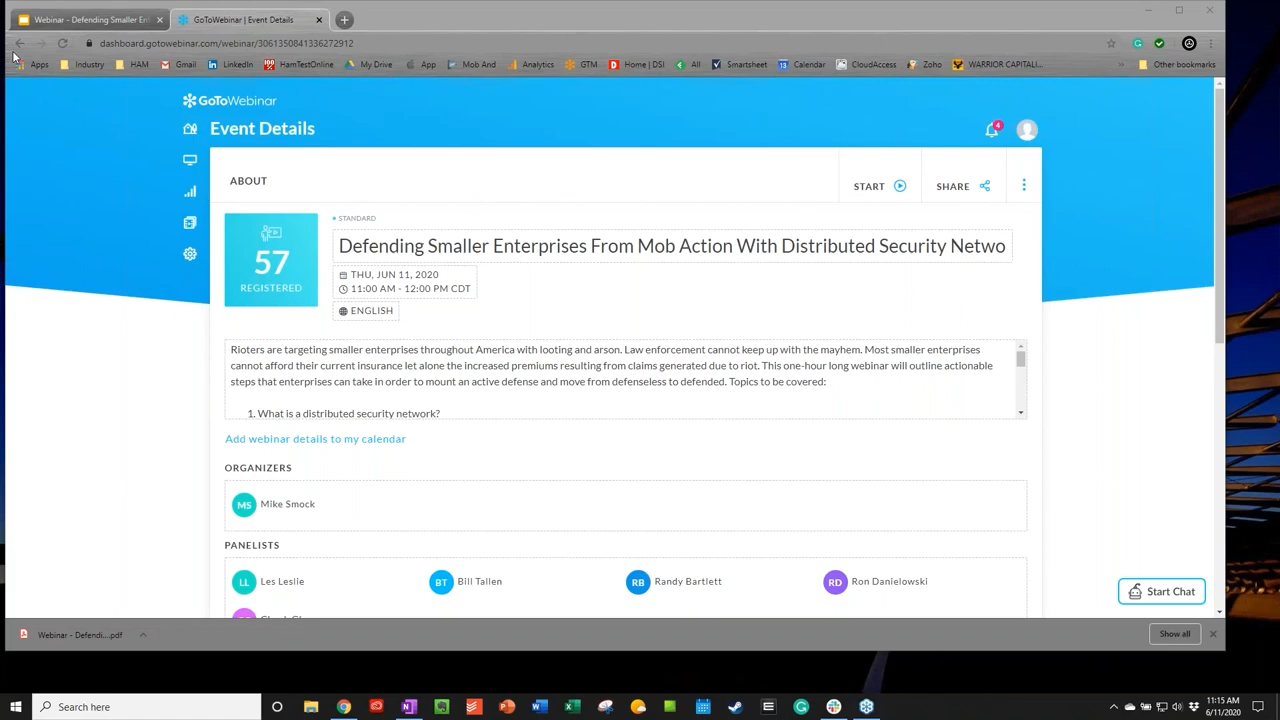 Webinar - Defending Smaller En
GoToWebinar | Event Details
dashboard.gotowebinar.com/webinar/3061350841336272912
Apps
Industry
HAM
Gmail
LinkedIn
HamTestOnline
My Drive
App
Mob And
Analytics
GTM
Home | DSI
All
Smartsheet
Calendar
CloudAccess
Zoho
WARRIOR CAPITALI...
Other bookmarks
GoToWebinar
Event Details
4
ABOUT
START
SHARE
57
REGISTERED
STANDARD
Defending Smaller Enterprises From Mob Action With Distributed Security Netwo
THU, JUN 11, 2020
11:00 AM - 12:00 PM CDT
ENGLISH
Rioters are targeting smaller enterprises throughout America with looting and arson. Law enforcement cannot keep up with the mayhem. Most smaller enterprises
cannot afford their current insurance let alone the increased premiums resulting from claims generated due to riot. This one-hour long webinar will outline actionable
steps that enterprises can take in order to mount an active defense and move from defenseless to defended. Topics to be covered:
1. What is a distributed security network?
Add webinar details to my calendar
ORGANIZERS
MS Mike Smock
PANELISTS
LL Les Leslie
BT Bill Tallen
RB Randy Bartlett
RD Ron Danielowski
Start Chat
Webinar - Defendi....pdf
Show all
Search here
11:15 AM
6/11/2020